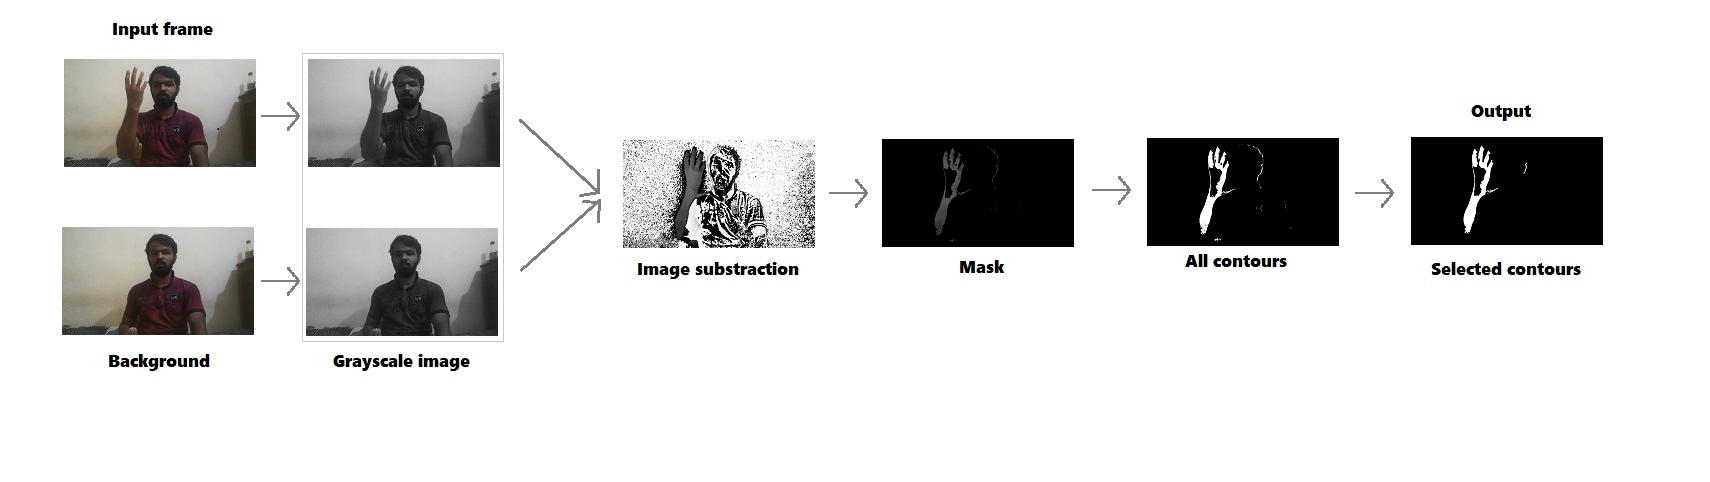 Input frame
Background
Grayscale image
Image substraction
Mask
All contours
Output
Selected contours